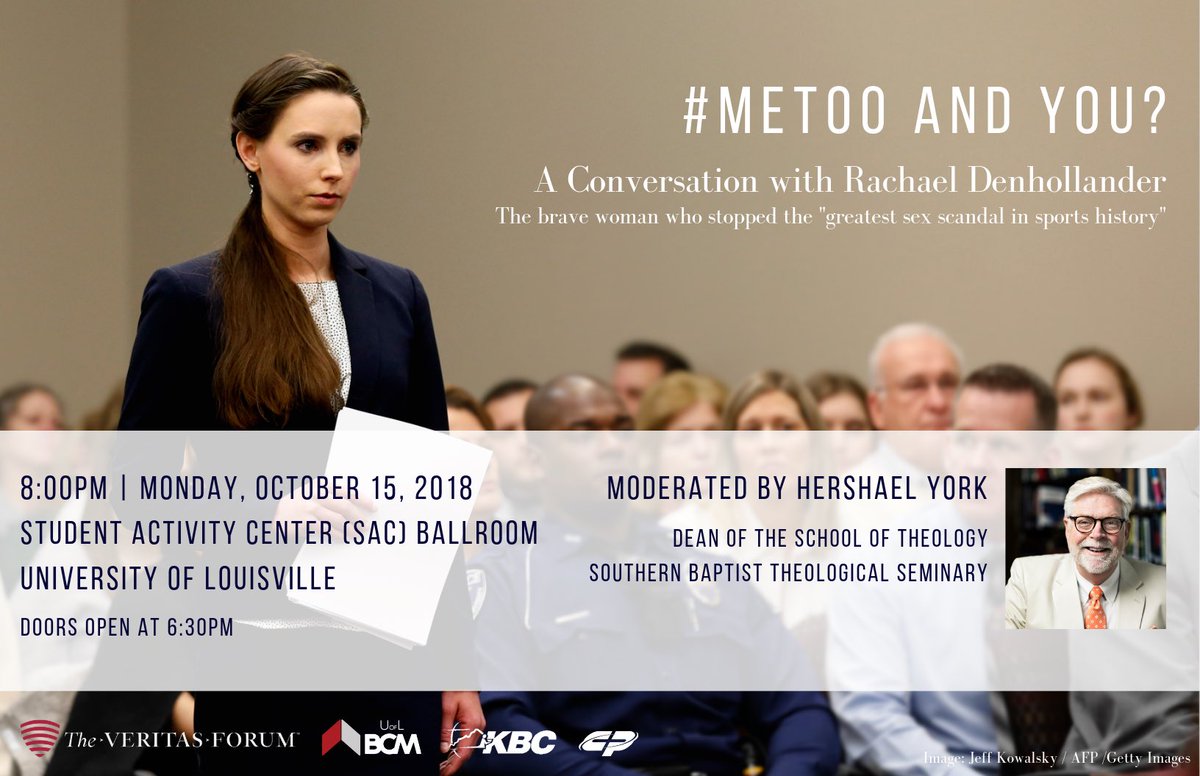 #METOO AND YOU?
A Conversation with Rachael Denhollander
The brave woman who stopped the "greatest sex scandal in sports history"
8:00PM | MONDAY, OCTOBER 15, 2018
STUDENT ACTIVITY CENTER (SAC) BALLROOM
UNIVERSITY OF LOUISVILLE
DOORS OPEN AT 6:30PM
MODERATED BY HERSHAEL YORK
DEAN OF THE SCHOOL OF THEOLOGY
SOUTHERN BAPTIST THEOLOGICAL SEMINARY
The·VERITAS·FORUM™
UofL
BCM
KBC
CP
Image: Jeff Kowalsky / AFP /Getty Images